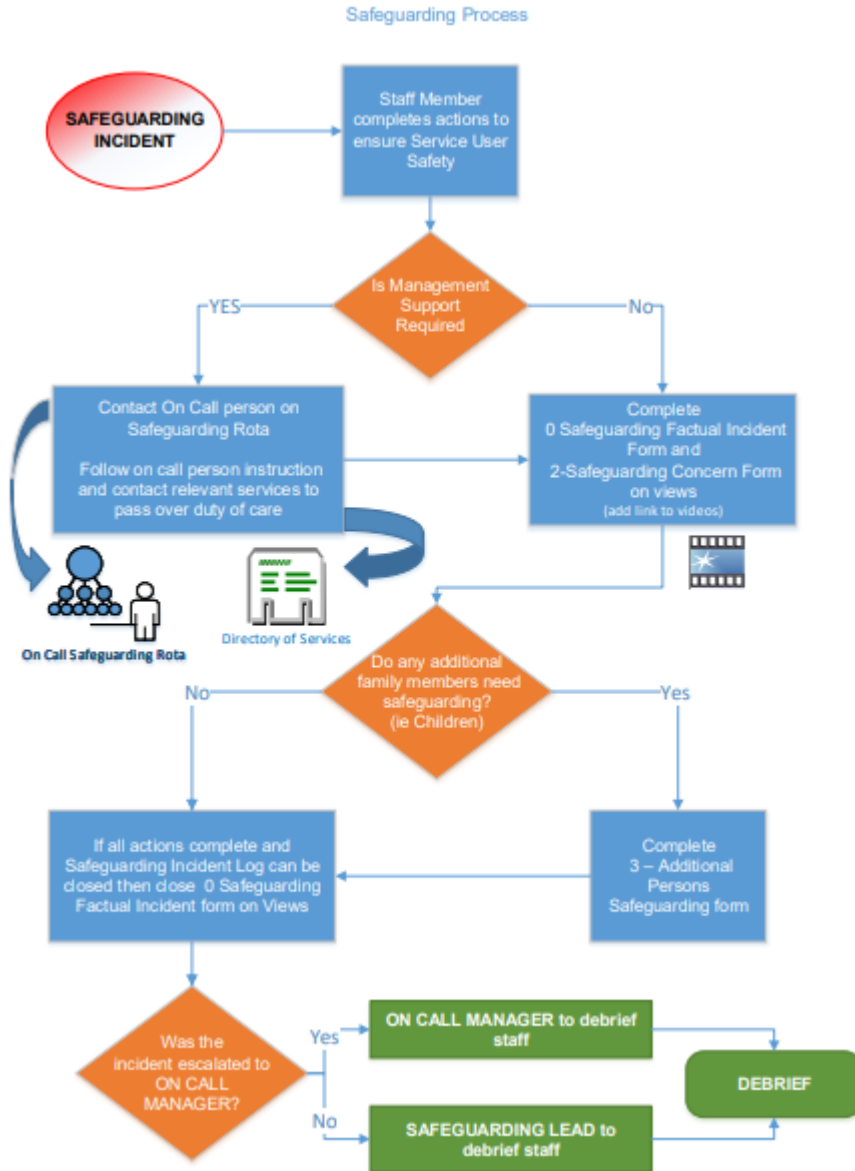 Safeguarding Process
SAFEGUARDING
INCIDENT
Staff Member
completes actions to
ensure Service User
Safety
Is Management
Support
Required
YES
No
Contact On Call person on
Safeguarding Rota
Follow on call person instruction
and contact relevant services to
pass over duty of care
Complete
0 Safeguarding Factual Incident
Form and
2-Safeguarding Concern Form
on views
(add link to videos)
On Call Safeguarding Rota
Directory of Services
Do any additional
family members need
safeguarding?
(ie Children)
No
Yes
If all actions complete and
Safeguarding Incident Log can be
closed then close 0 Safeguarding
Factual Incident form on Views
Complete
3 – Additional
Persons
Safeguarding form
Was the
incident escalated to
ON CALL
MANAGER?
Yes
No
ON CALL MANAGER to debrief
staff
SAFEGUARDING LEAD to
debrief staff
DEBRIEF